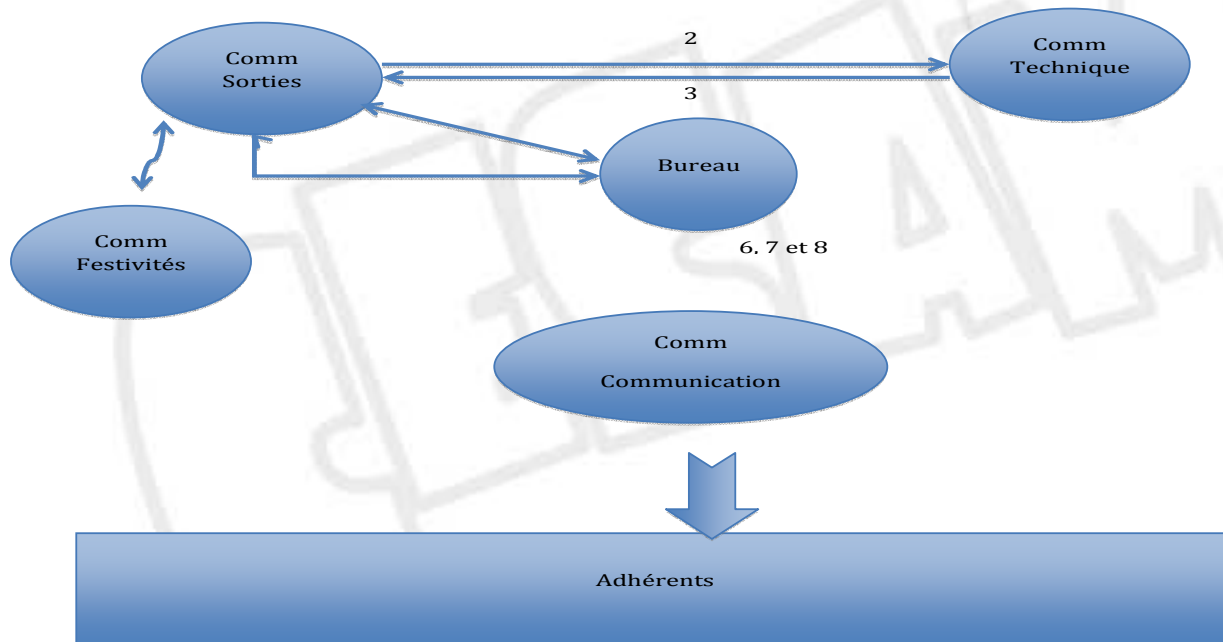 2
Comm
Sorties
Comm
Technique
3
Bureau
Comm
Festivités
6, 7 et 8
Comm
Communication
Adhérents